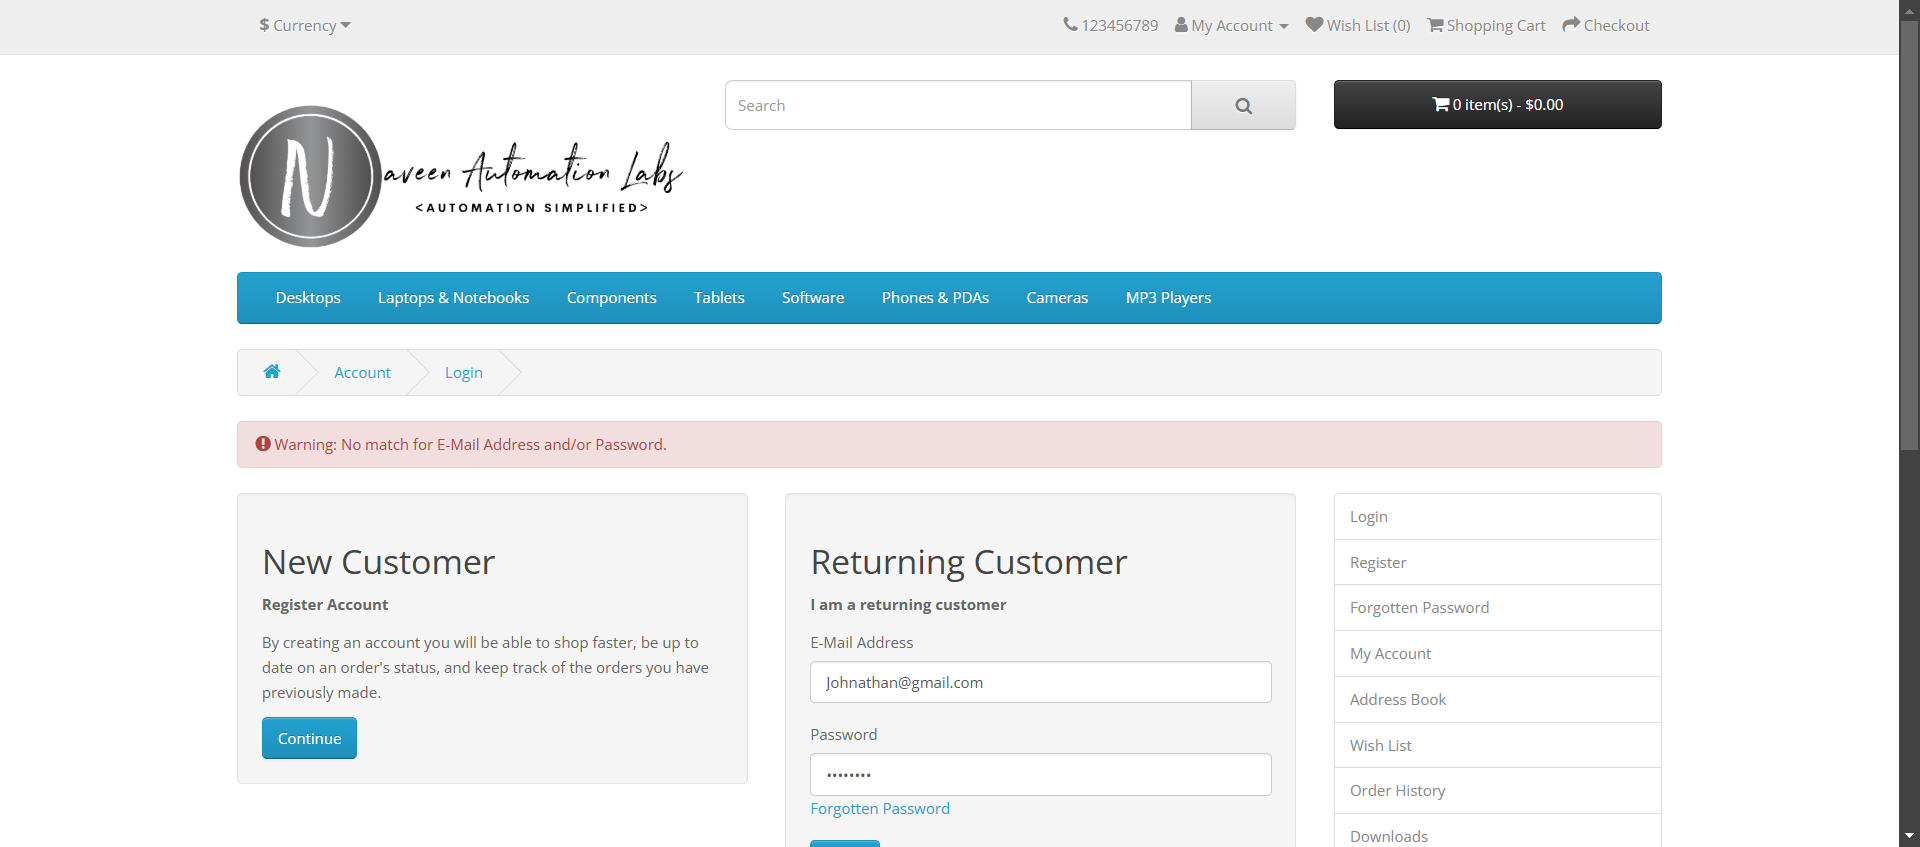 $ Currency
123456789 My Account Wish List (0) Shopping Cart Checkout
Search
0 item(s) - $0.00
Naveen Automation Labs
<AUTOMATION SIMPLIFIED>
Desktops Laptops & Notebooks Components Tablets Software Phones & PDAs Cameras MP3 Players
Account Login
Warning: No match for E-Mail Address and/or Password.
New Customer
Register Account
By creating an account you will be able to shop faster, be up to
date on an order's status, and keep track of the orders you have
previously made.
Continue
Returning Customer
I am a returning customer
E-Mail Address
Johnathan@gmail.com
Password
••••••••
Forgotten Password
Login
Register
Forgotten Password
My Account
Address Book
Wish List
Order History
Downloads